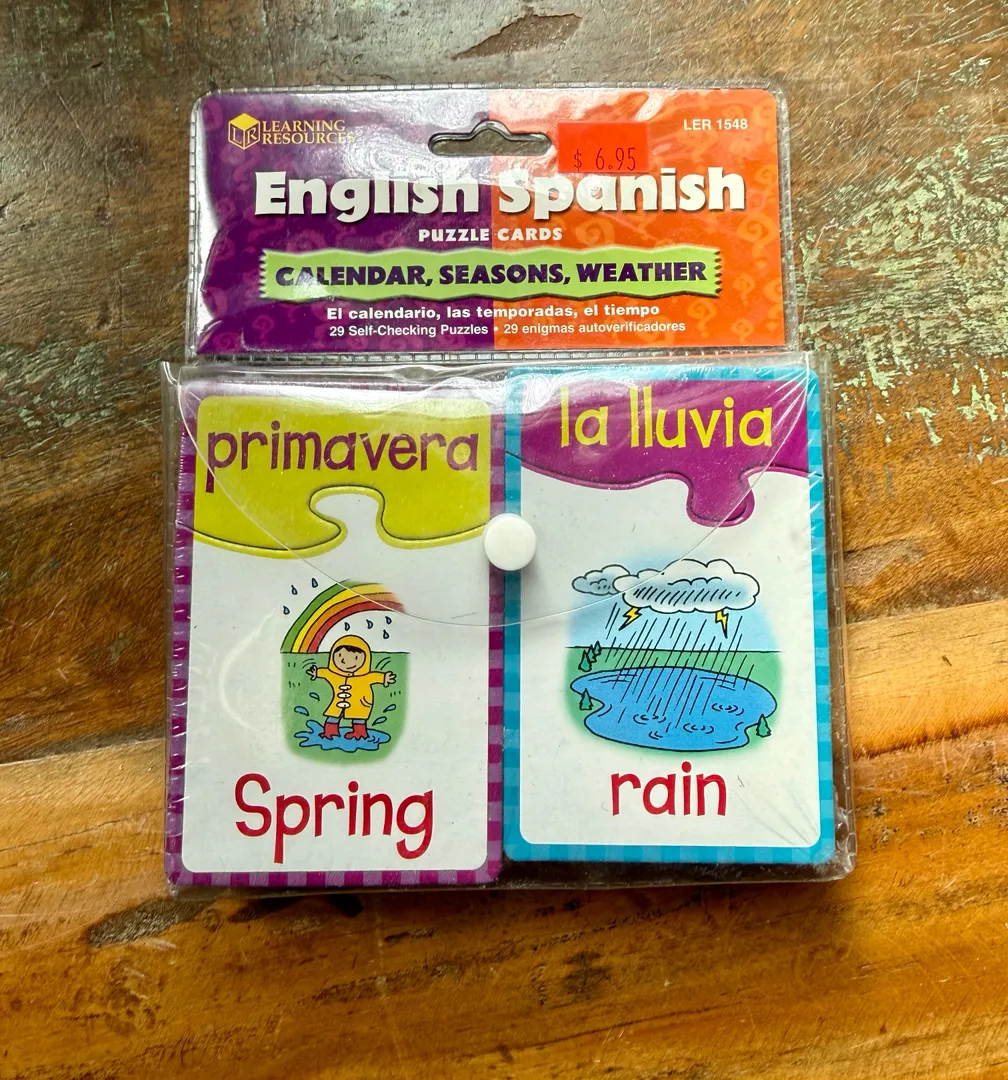 LEARNING
RESOURCES
LER 1548
$ 6.95
English Spanish
PUZZLE CARDS
CALENDAR, SEASONS, WEATHER
El calendario, las temporadas, el tiempo
29 Self-Checking Puzzles • 29 enigmas autoverificadores
primavera
la lluvia
Spring
rain